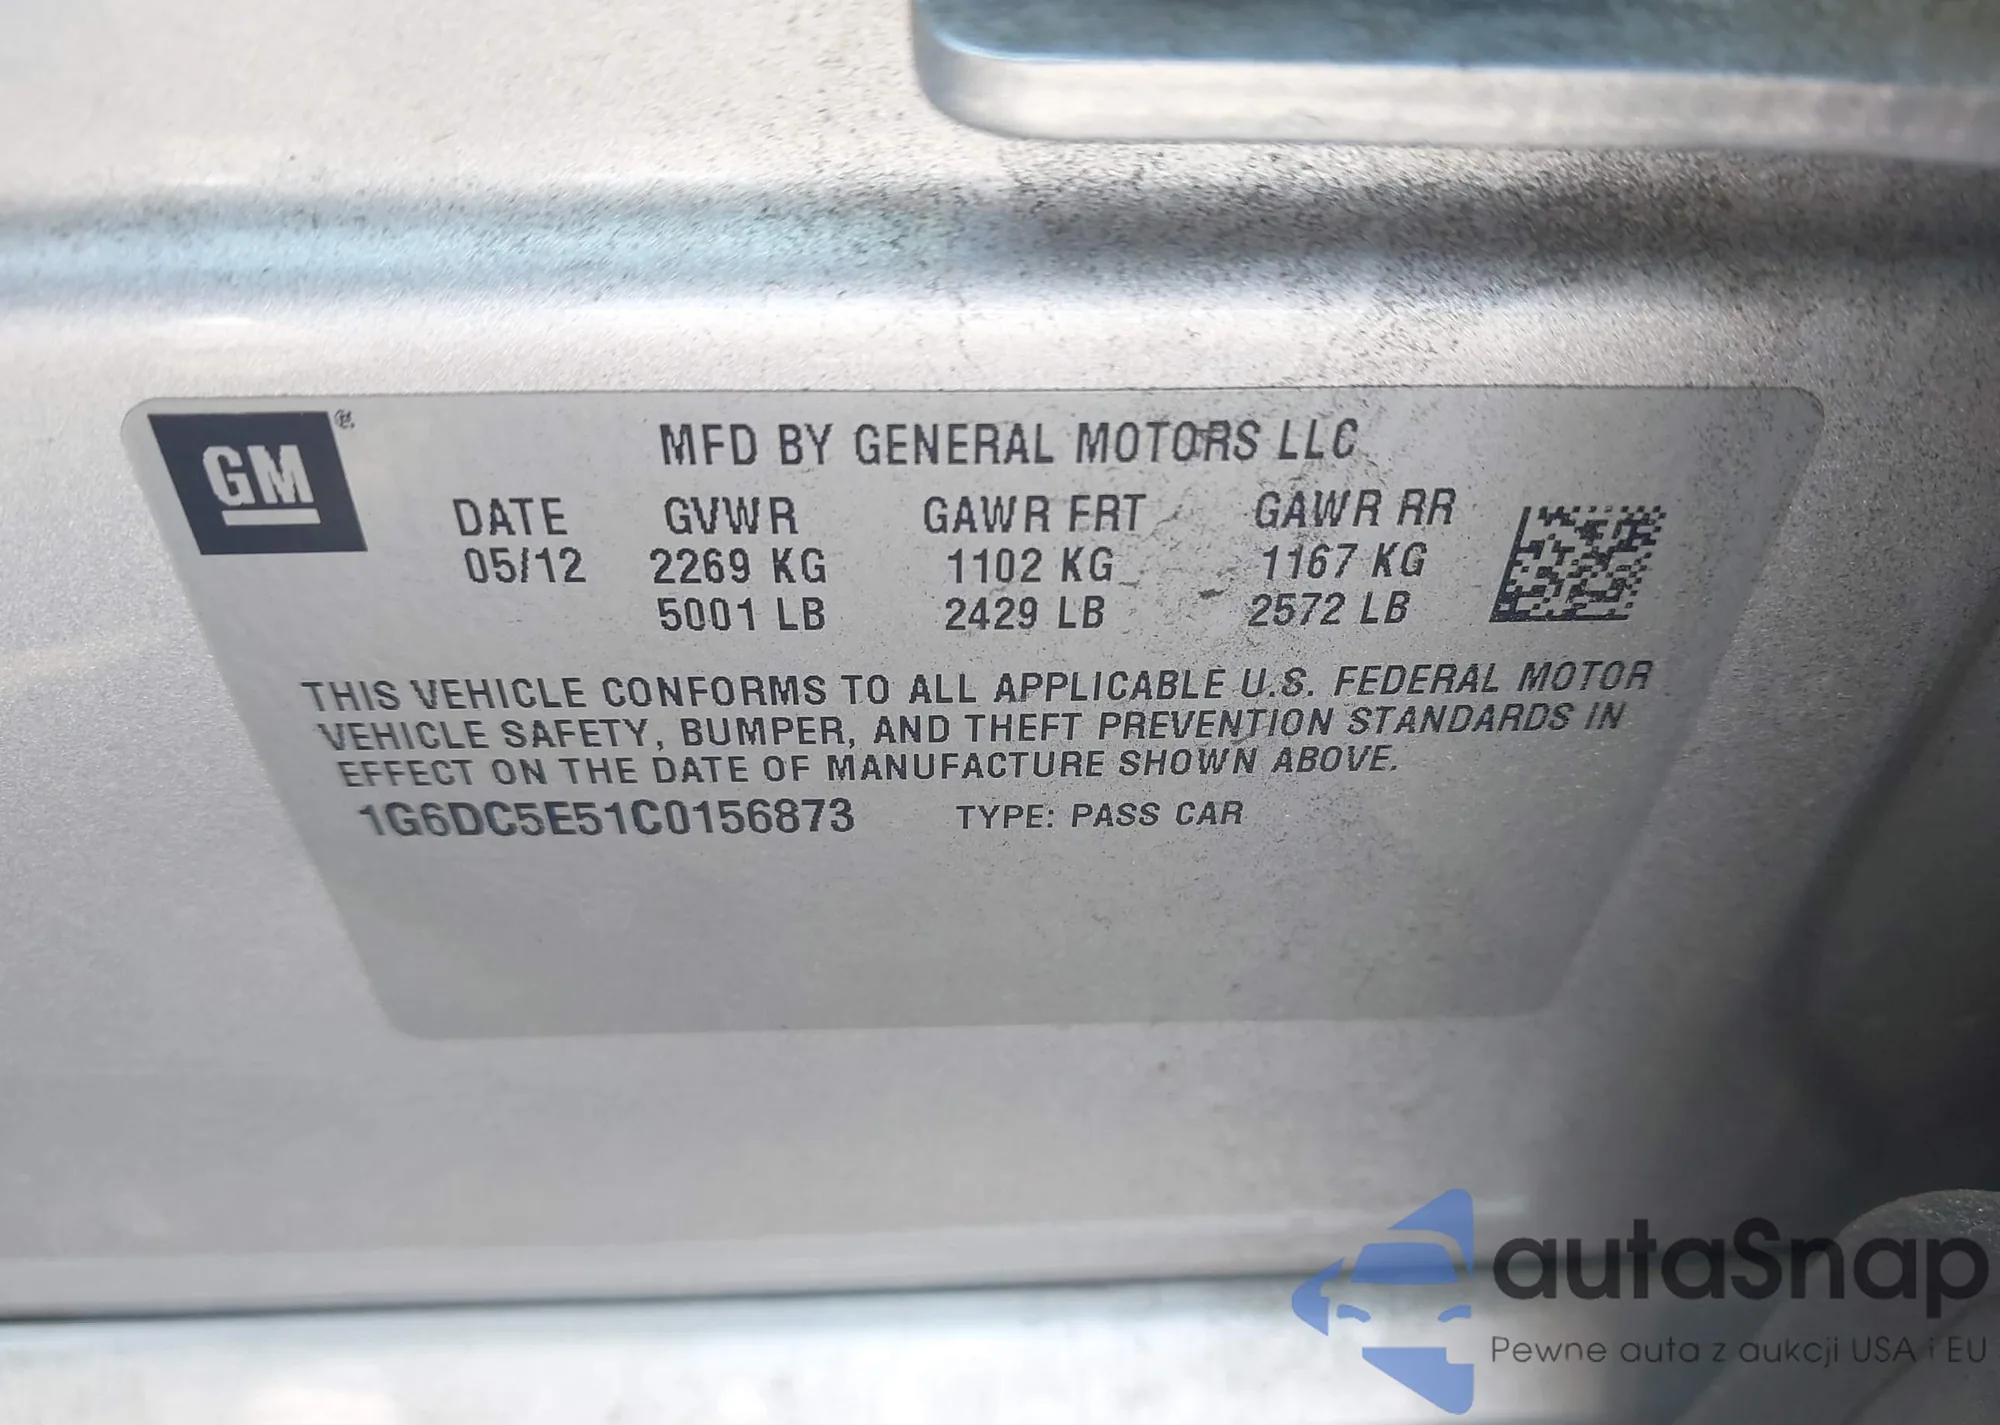 GM®
MFD BY GENERAL MOTORS LLC
DATE GVWR GAWR FRT GAWR RR
05/12 2269 KG 1102 KG 1167 KG
5001 LB 2429 LB 2572 LB
THIS VEHICLE CONFORMS TO ALL APPLICABLE U.S. FEDERAL MOTOR
VEHICLE SAFETY, BUMPER, AND THEFT PREVENTION STANDARDS IN
EFFECT ON THE DATE OF MANUFACTURE SHOWN ABOVE.
1G6DC5E51C0156873 TYPE: PASS CAR
autaSnap
Pewne auta z aukcji USA i EU